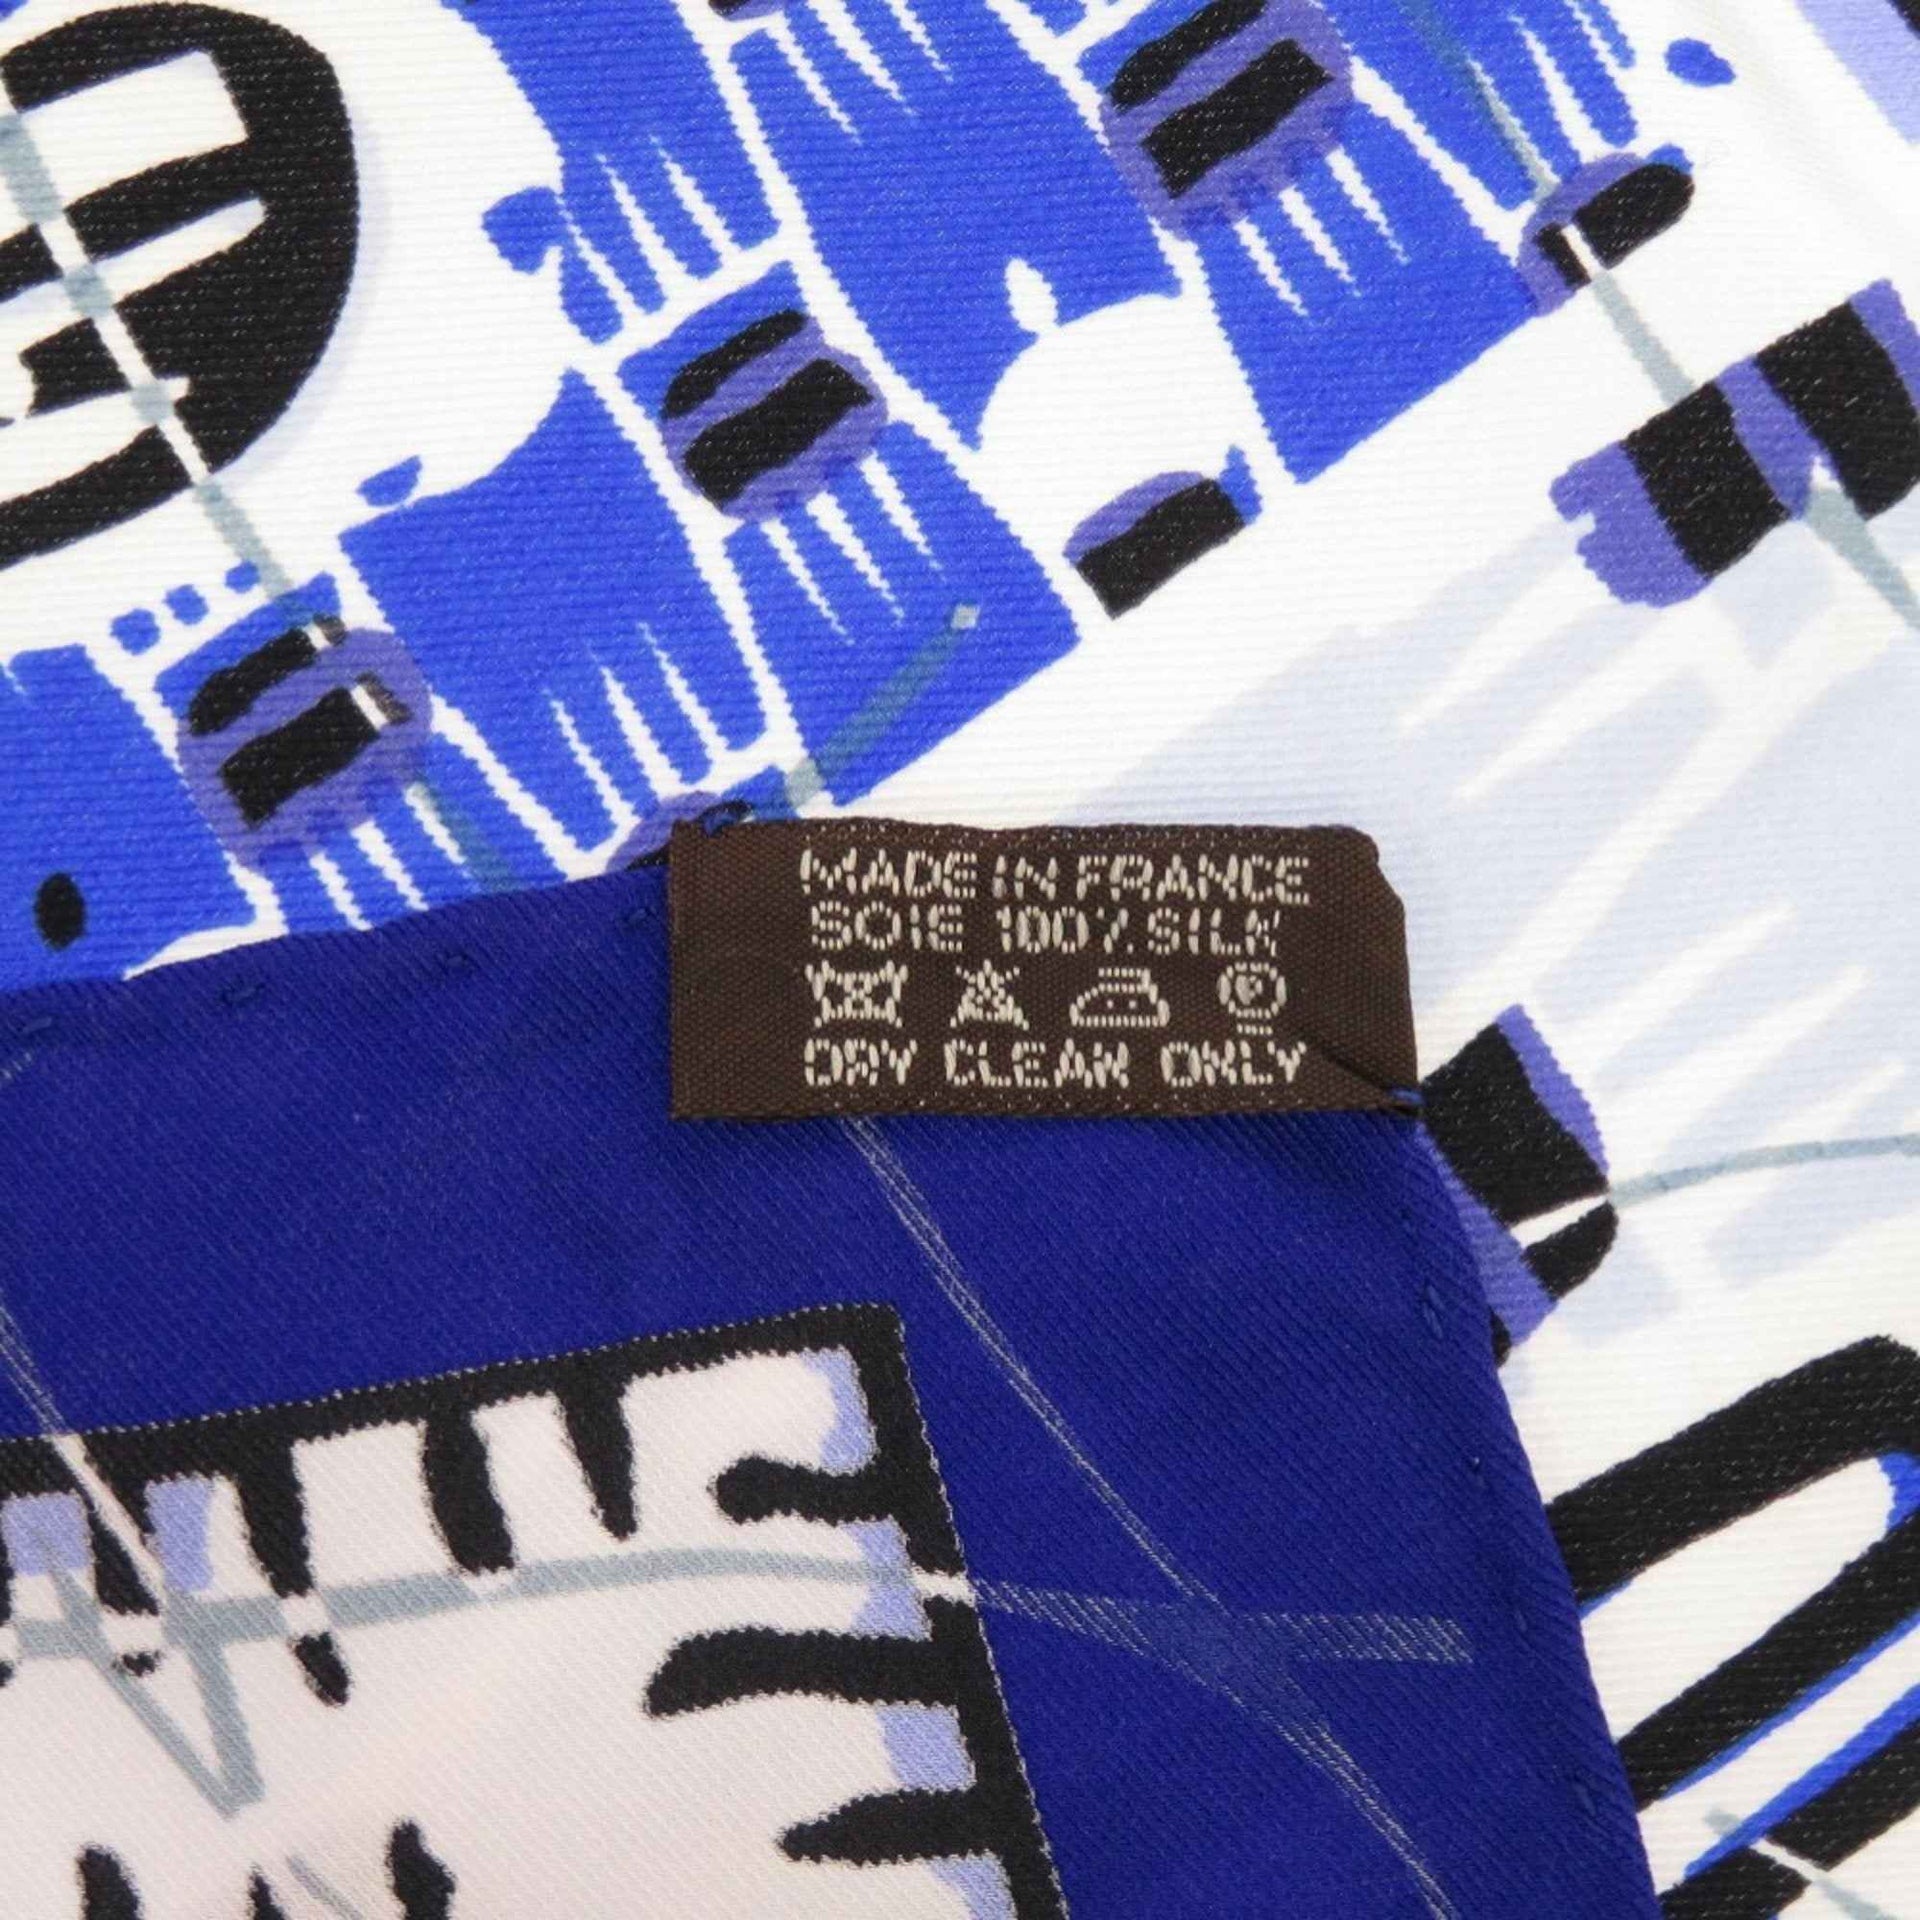 MADE IN FRANCE
SOIE 100% SILK
P
DRY CLEAN ONLY